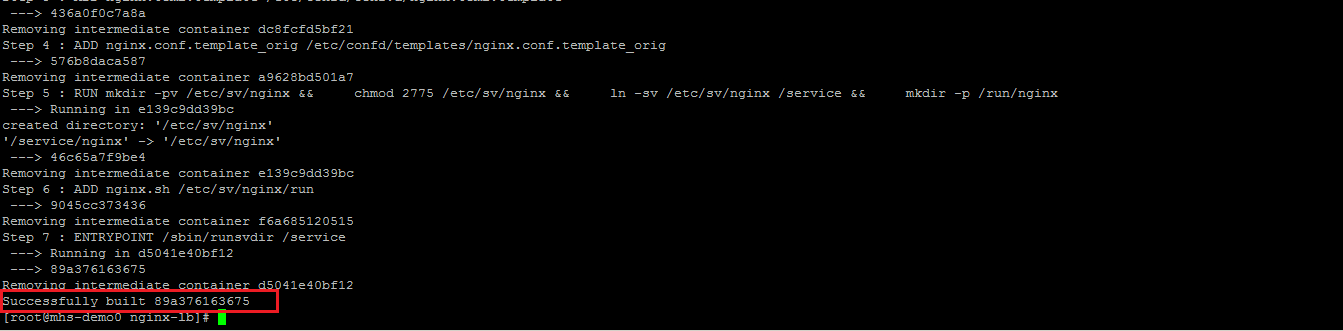 ---> 436a0f0c7a8a
Removing intermediate container dc8fcfd5bf21
Step 4 : ADD nginx.conf.template_orig /etc/confd/templates/nginx.conf.template_orig
---> 576b8daca587
Removing intermediate container a9628bd501a7
Step 5 : RUN mkdir -pv /etc/sv/nginx &&     chmod 2775 /etc/sv/nginx &&     ln -sv /etc/sv/nginx /service &&     mkdir -p /run/nginx
---> Running in e139c9dd39bc
created directory: '/etc/sv/nginx'
'/service/nginx' -> '/etc/sv/nginx'
---> 46c65a7f9be4
Removing intermediate container e139c9dd39bc
Step 6 : ADD nginx.sh /etc/sv/nginx/run
---> 9045cc373436
Removing intermediate container f6a685120515
Step 7 : ENTRYPOINT /sbin/runsvdir /service
---> Running in d5041e40bf12
---> 89a376163675
Removing intermediate container d5041e40bf12
Successfully built 89a376163675
[root@mhs-demo0 nginx-lb]#